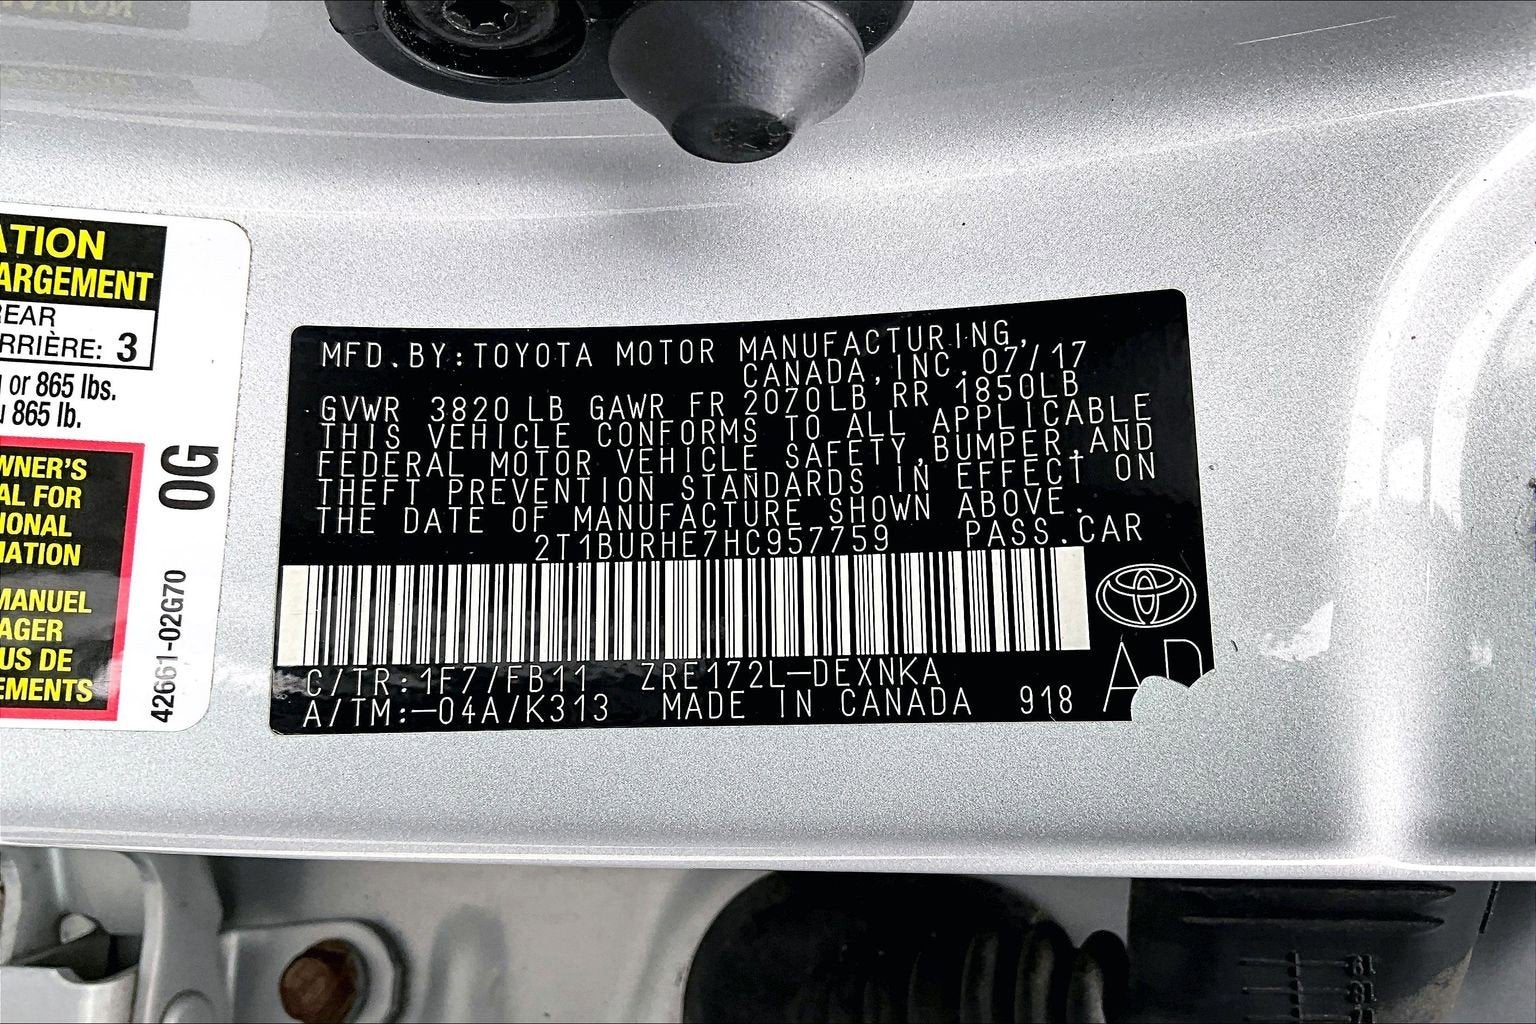 ATION
ARGEMENT
REAR
RRIÈRE: 3
or 865 lbs.
865 lb.
WNER'S
AL FOR
IONAL
MATION
MANUEL
AGER
US DE
EMENTS
0G
42661-02G70
MFD.BY:TOYOTA MOTOR MANUFACTURING,
CANADA,INC.07/17
GVWR 3820LB GAWR FR 2070LB RR 1850LB
THIS VEHICLE CONFORMS TO ALL APPLICABLE
FEDERAL MOTOR VEHICLE SAFETY,BUMPER,AND
THEFT PREVENTION STANDARDS IN EFFECT ON
THE DATE OF MANUFACTURE SHOWN ABOVE.
2T1BURHE7HC957759 PASS.CAR
C/TR:1F7/FB11 ZRE172L-DEXNKA
A/TM:-04A/K313 MADE IN CANADA 918